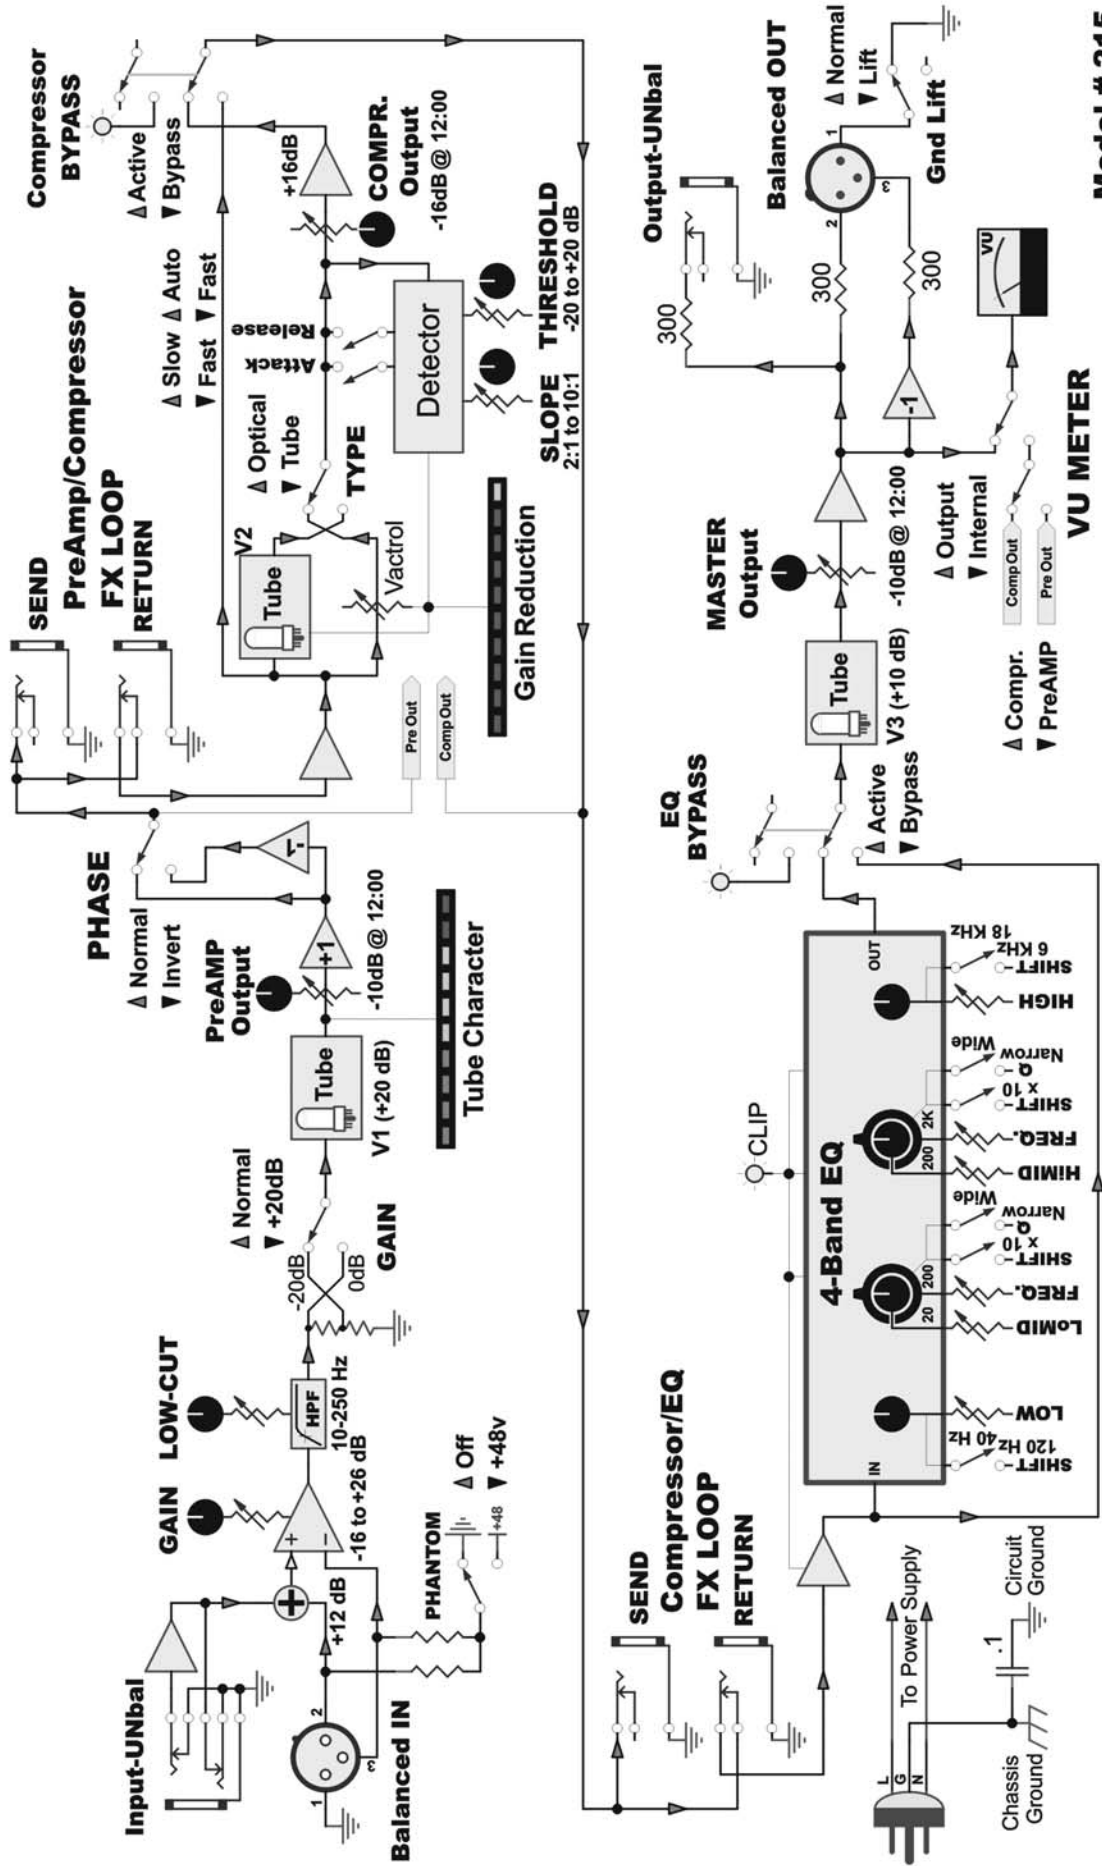 Input-UNbal
Balanced IN
1
2
3
+12 dB
GAIN
-16 to +26 dB
LOW-CUT
HPF
10-250 Hz
PHANTOM
Off
+48v
+48
Normal
+20dB
-20dB
0dB
GAIN
Tube
V1 (+20 dB)
Tube Character
PreAMP
Output
+1
-10dB @ 12:00
PHASE
Normal
Invert
-1
SEND
PreAmp/Compressor
FX LOOP
RETURN
Pre Out
Comp Out
Gain Reduction
V2
Tube
Vactrol
Optical
Tube
TYPE
Slow
Fast
Auto
Fast
Attack
Release
Detector
SLOPE
2:1 to 10:1
THRESHOLD
-20 to +20 dB
COMPR.
Output
-16dB @ 12:00
+16dB
Compressor
BYPASS
Active
Bypass
SEND
Compressor/EQ
FX LOOP
RETURN
L
G
N
To Power Supply
Chassis
Ground
.1
Circuit
Ground
IN
4-Band EQ
OUT
CLIP
20
200
200
2K
SHIFT
120 Hz
40 Hz
LOW
LoMID
FREQ.
SHIFT
x 10
Q
Narrow
Wide
HiMID
FREQ.
SHIFT
x 10
Q
Narrow
Wide
HIGH
SHIFT
6 KHz
18 KHz
EQ
BYPASS
Active
Bypass
Tube
V3 (+10 dB)
MASTER
Output
-10dB @ 12:00
Output
Internal
Compr.
PreAMP
Comp Out
Pre Out
VU METER
VU
-1
300
300
300
Output-UNbal
Balanced OUT
1
2
3
Normal
Lift
Gnd Lift
Model # 215